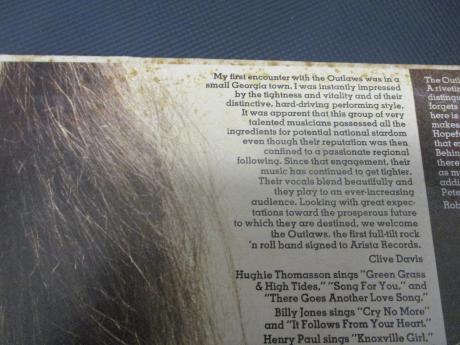 My first encounter with the Outlaws was in a
small Georgia town. I was instantly impressed
by the tightness and vitality and of their
distinctive, hard-driving performing style.
It was apparent that this group of very
talented musicians possessed all the
ingredients for potential national stardom
even though their reputation was then
confined to a passionate regional
following. Since that engagement, their
music has continued to get tighter.
Their vocals blend beautifully and
they play to an ever-increasing
audience. Looking with great expec-
tations toward the prosperous future
to which they are destined, we welcome
the Outlaws, the first full-tilt rock
'n roll band signed to Arista Records.
Clive Davis
Hughie Thomasson sings "Green Grass
& High Tides," "Song For You," and
"There Goes Another Love Song."
Billy Jones sings "Cry No More"
and "It Follows From Your Heart."
Henry Paul sings "Knoxville Girl,"
The Outl
A rivetin
distingu
forgets
here is
makes
Hopefu
that ex
Behin
there
as m
addi
Pete
Rob